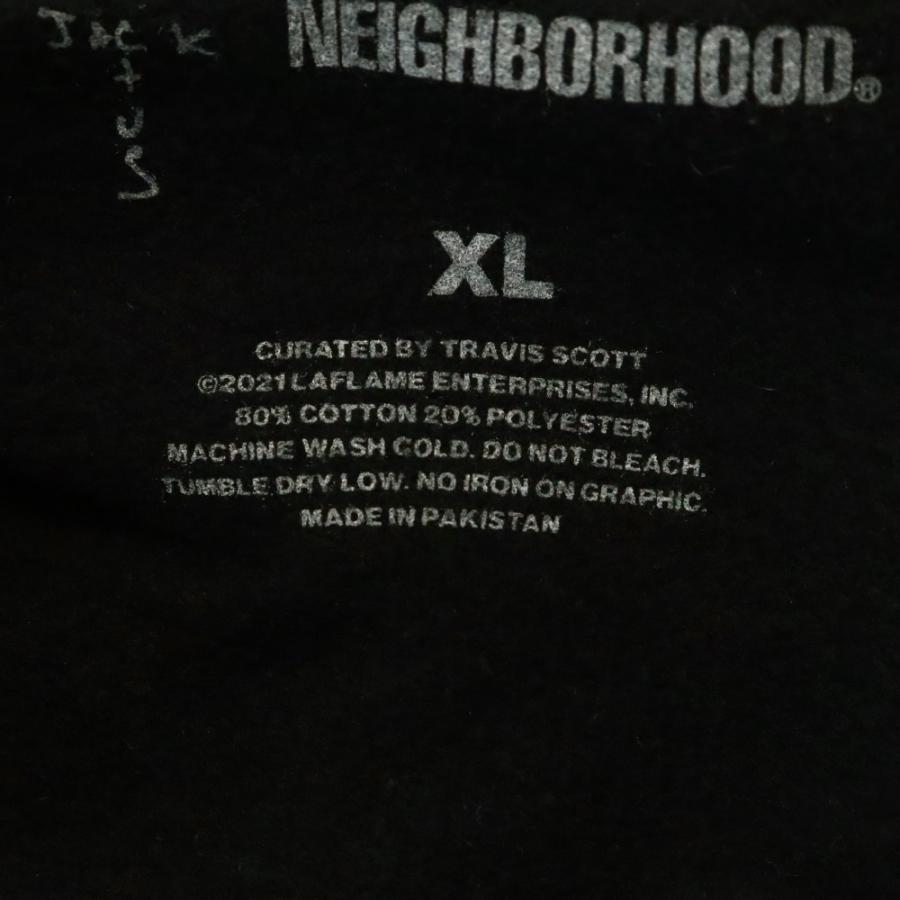 JACK
NEIGHBORHOOD®
T
U
S
XL
CURATED BY TRAVIS SCOTT
©2021 LAFLAME ENTERPRISES, INC.
80% COTTON 20% POLYESTER
MACHINE WASH COLD. DO NOT BLEACH.
TUMBLE DRY LOW. NO IRON ON GRAPHIC.
MADE IN PAKISTAN